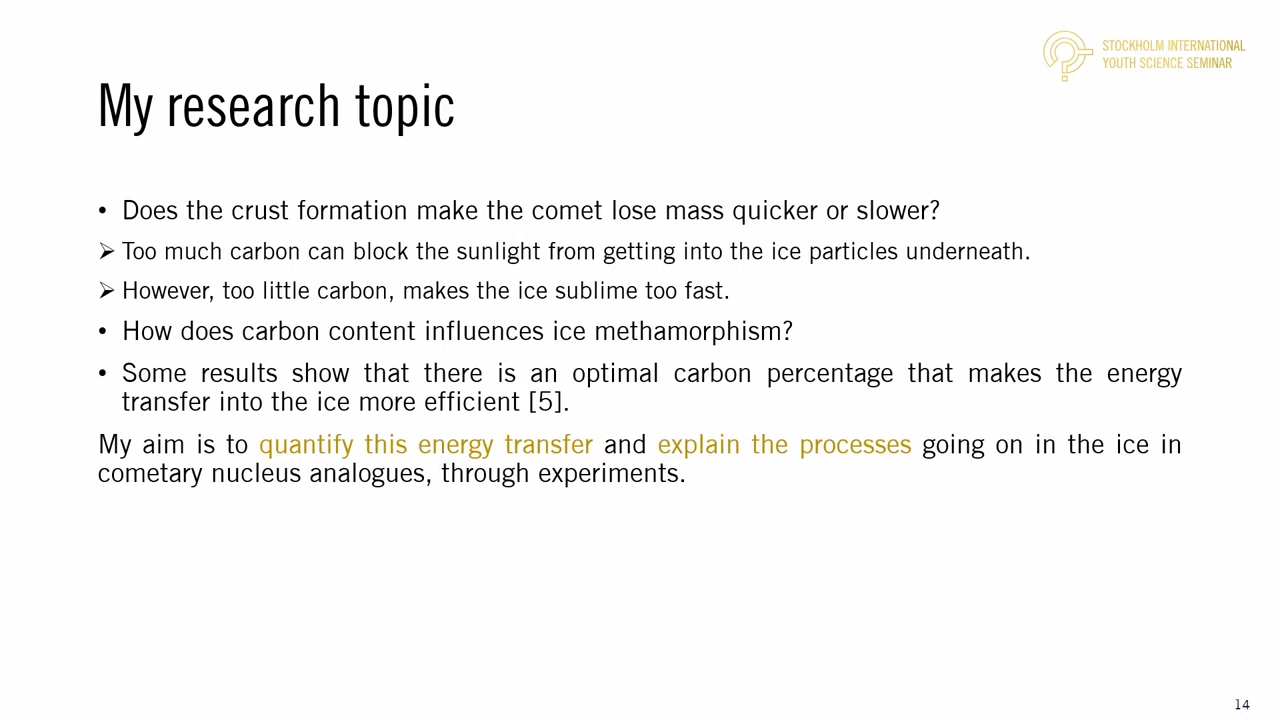 STOCKHOLM INTERNATIONAL
YOUTH SCIENCE SEMINAR
My research topic
• Does the crust formation make the comet lose mass quicker or slower?
➢ Too much carbon can block the sunlight from getting into the ice particles underneath.
➢ However, too little carbon, makes the ice sublime too fast.
• How does carbon content influences ice methamorphism?
• Some results show that there is an optimal carbon percentage that makes the energy
transfer into the ice more efficient [5].
My aim is to quantify this energy transfer and explain the processes going on in the ice in
cometary nucleus analogues, through experiments.
14